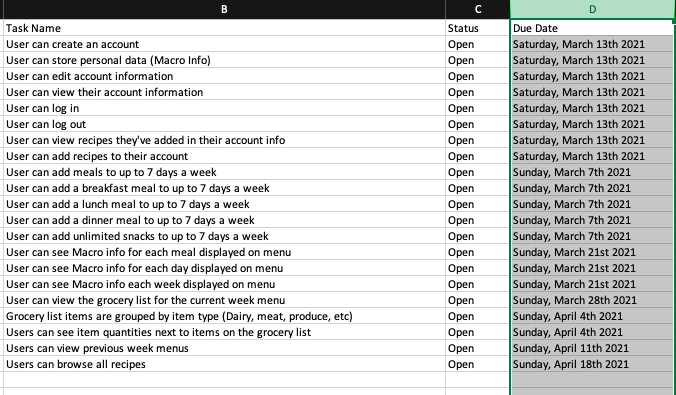 B C D
Task Name Status Due Date
User can create an account Open Saturday, March 13th 2021
User can store personal data (Macro Info) Open Saturday, March 13th 2021
User can edit account information Open Saturday, March 13th 2021
User can view their account information Open Saturday, March 13th 2021
User can log in Open Saturday, March 13th 2021
User can log out Open Saturday, March 13th 2021
User can view recipes they've added in their account info Open Saturday, March 13th 2021
User can add recipes to their account Open Saturday, March 13th 2021
User can add meals to up to 7 days a week Open Sunday, March 7th 2021
User can add a breakfast meal to up to 7 days a week Open Sunday, March 7th 2021
User can add a lunch meal to up to 7 days a week Open Sunday, March 7th 2021
User can add a dinner meal to up to 7 days a week Open Sunday, March 7th 2021
User can add unlimited snacks to up to 7 days a week Open Sunday, March 7th 2021
User can see Macro info for each meal displayed on menu Open Sunday, March 21st 2021
User can see Macro info for each day displayed on menu Open Sunday, March 21st 2021
User can see Macro info each week displayed on menu Open Sunday, March 21st 2021
User can view the grocery list for the current week menu Open Sunday, March 28th 2021
Grocery list items are grouped by item type (Dairy, meat, produce, etc) Open Sunday, April 4th 2021
Users can see item quantities next to items on the grocery list Open Sunday, April 4th 2021
Users can view previous week menus Open Sunday, April 11th 2021
Users can browse all recipes Open Sunday, April 18th 2021